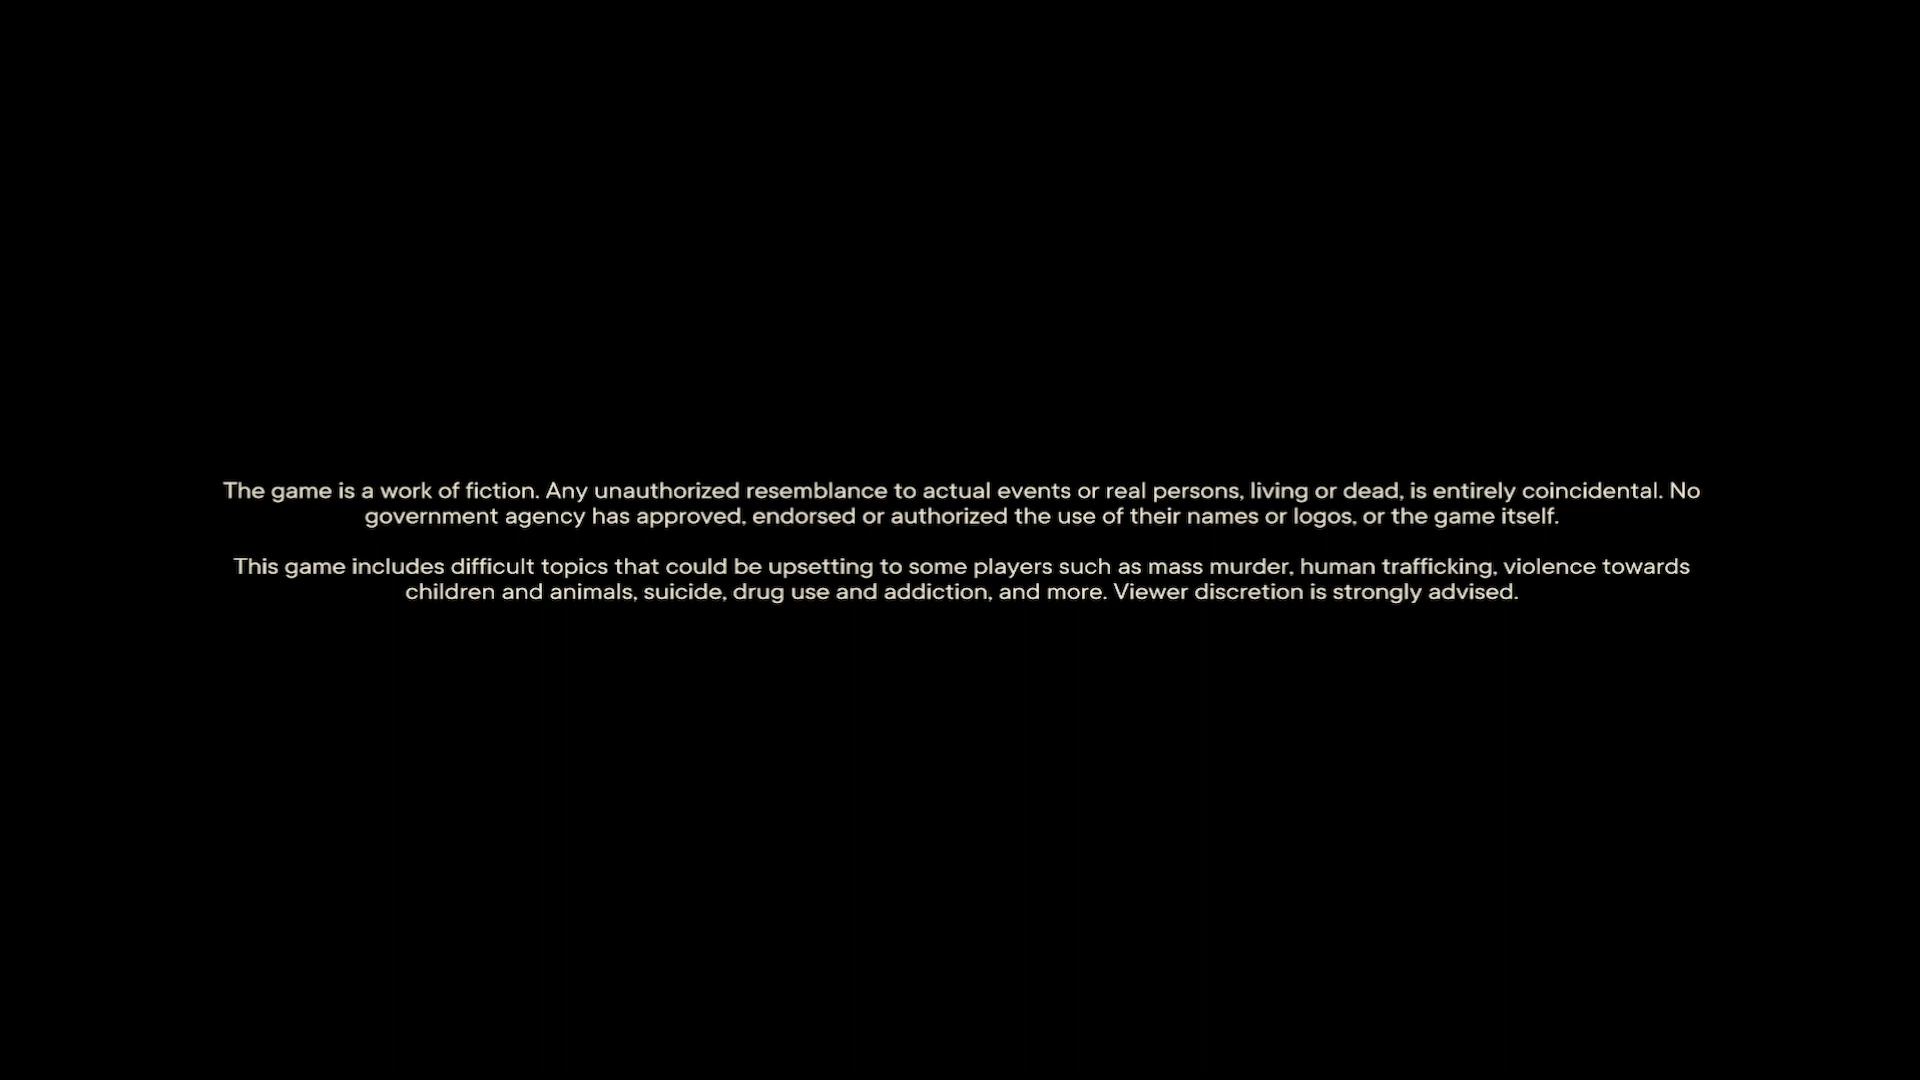 The game is a work of fiction. Any unauthorized resemblance to actual events or real persons, living or dead, is entirely coincidental. No
government agency has approved, endorsed or authorized the use of their names or logos, or the game itself.
This game includes difficult topics that could be upsetting to some players such as mass murder, human trafficking, violence towards
children and animals, suicide, drug use and addiction, and more. Viewer discretion is strongly advised.